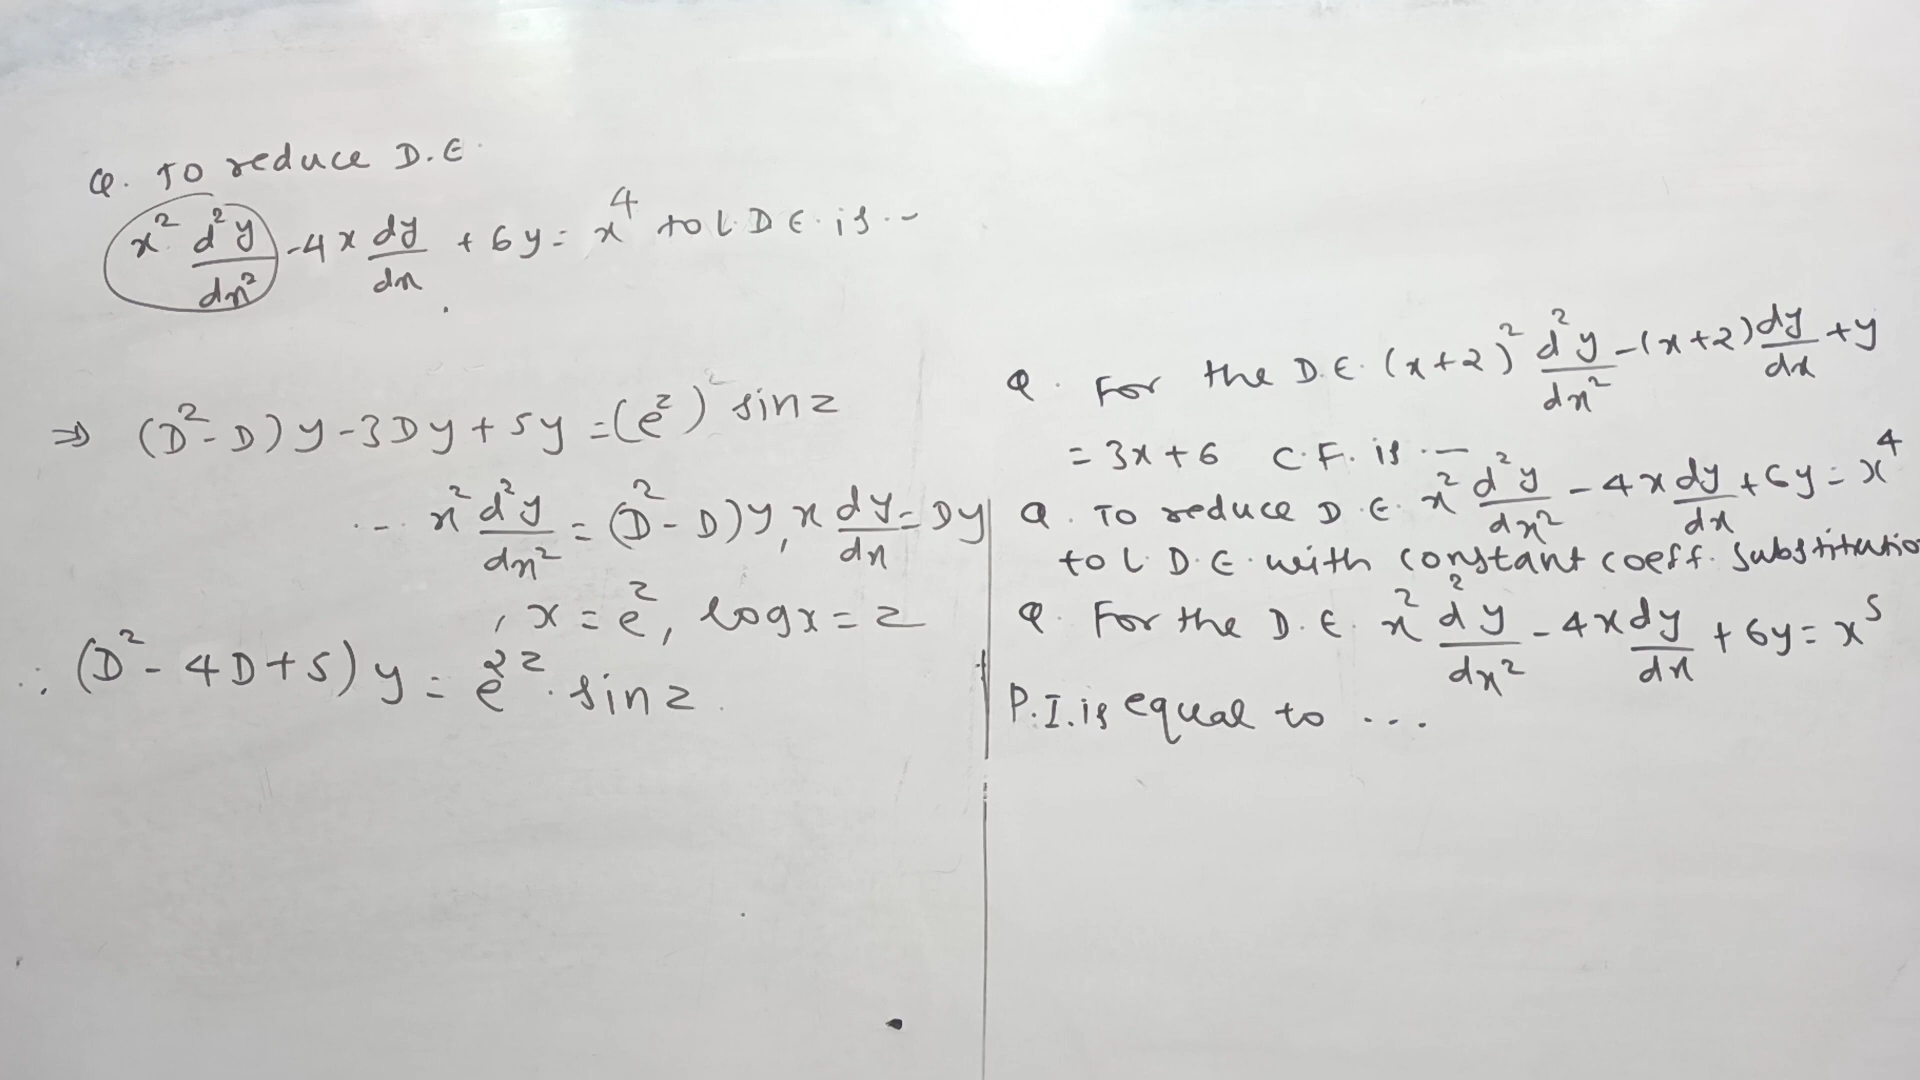 Q. To reduce D.E.
x² d²y/dx² - 4x dy/dx + 6y = x⁴ to L.D.E. is ..
⇒ (D² - D)y - 3Dy + 5y = (e^z)² sin z
... x² d²y/dx² = (D² - D)y, x dy/dx = Dy
, x = e^z, log x = z
∴ (D² - 4D + 5)y = e^2z . sin z.
Q. For the D.E. (x+2)² d²y/dx² - (x+2) dy/dx + y
= 3x + 6 C.F. is ..
Q. To reduce D.E. x² d²y/dx² - 4x dy/dx + 6y = x⁴
to L.D.E. with constant coeff. substitutio
Q. For the D.E. x² d²y/dx² - 4x dy/dx + 6y = x⁵
P.I. is equal to ...